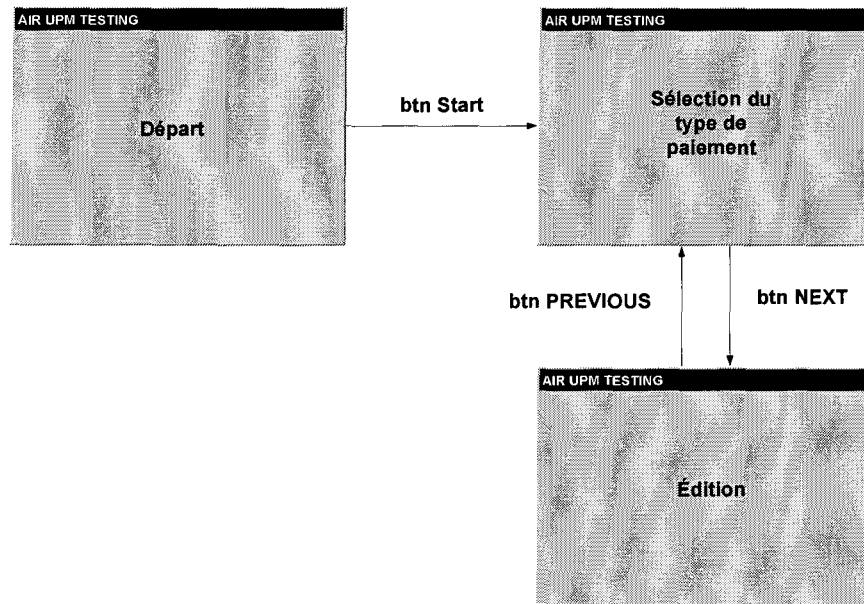 AIR UPM TESTING
Départ
btn Start
AIR UPM TESTING
Sélection du
type de
paiement
btn PREVIOUS
btn NEXT
AIR UPM TESTING
Édition